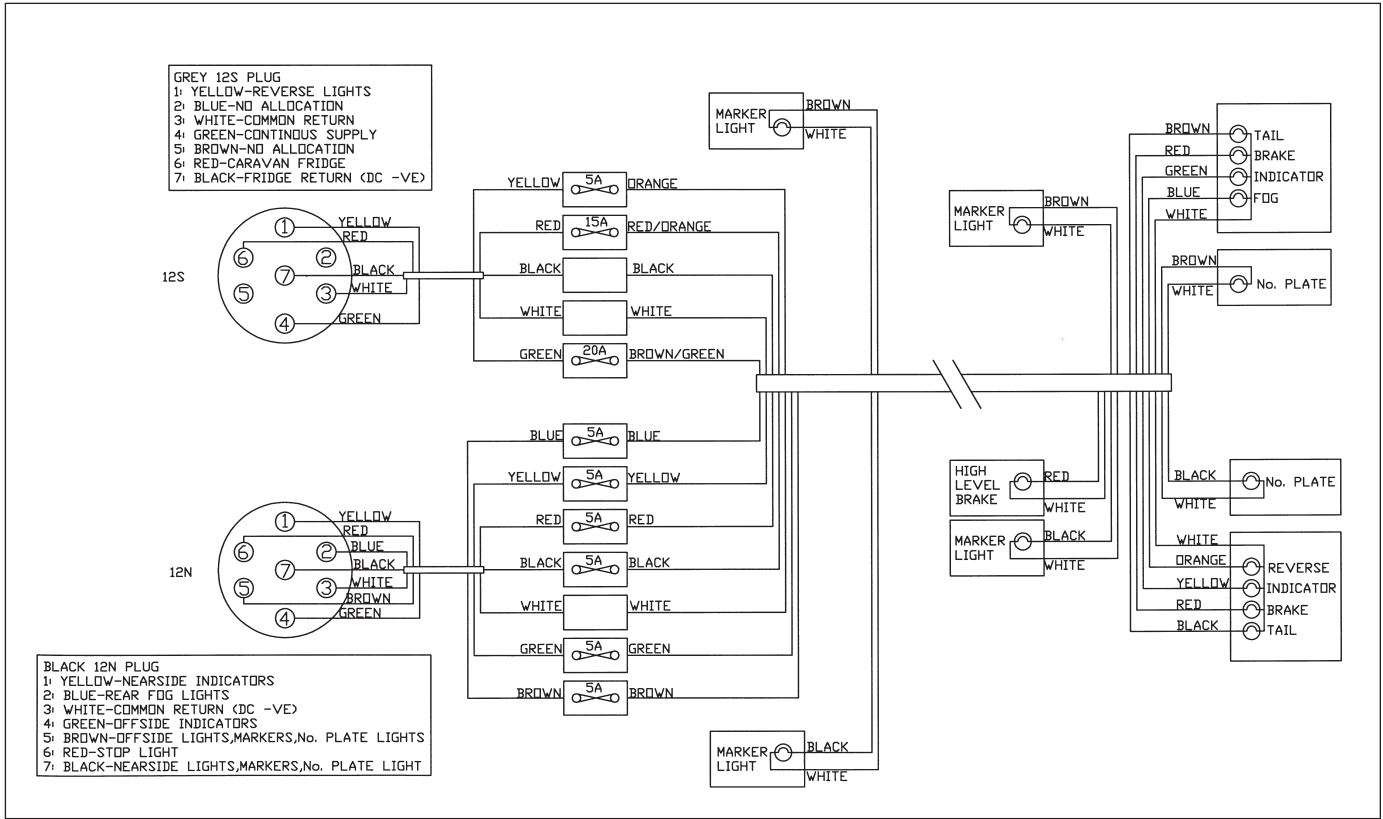 GREY 12S PLUG
1: YELLOW-REVERSE LIGHTS
2: BLUE-NO ALLOCATION
3: WHITE-COMMON RETURN
4: GREEN-CONTINOUS SUPPLY
5: BROWN-NO ALLOCATION
6: RED-CARAVAN FRIDGE
7: BLACK-FRIDGE RETURN (DC -VE)
12S
1
6
2
7
5
3
4
YELLOW
RED
BLACK
WHITE
GREEN
YELLOW 5A ORANGE
RED 15A RED/ORANGE
BLACK BLACK
WHITE WHITE
GREEN 20A BROWN/GREEN
BLUE 5A BLUE
YELLOW 5A YELLOW
RED 5A RED
BLACK 5A BLACK
WHITE WHITE
GREEN 5A GREEN
BROWN 5A BROWN
12N
1
6
2
7
5
3
4
YELLOW
RED
BLUE
BLACK
WHITE
BROWN
GREEN
BLACK 12N PLUG
1: YELLOW-NEARSIDE INDICATORS
2: BLUE-REAR FOG LIGHTS
3: WHITE-COMMON RETURN (DC -VE)
4: GREEN-OFFSIDE INDICATORS
5: BROWN-OFFSIDE LIGHTS,MARKERS,No. PLATE LIGHTS
6: RED-STOP LIGHT
7: BLACK-NEARSIDE LIGHTS,MARKERS,No. PLATE LIGHT
MARKER
LIGHT
BROWN
WHITE
MARKER
LIGHT
BLACK
WHITE
MARKER
LIGHT
BROWN
WHITE
HIGH
LEVEL
BRAKE
RED
WHITE
MARKER
LIGHT
BLACK
WHITE
BROWN TAIL
RED BRAKE
GREEN INDICATOR
BLUE FOG
WHITE
BROWN
WHITE No. PLATE
BLACK No. PLATE
WHITE
WHITE
ORANGE REVERSE
YELLOW INDICATOR
RED BRAKE
BLACK TAIL